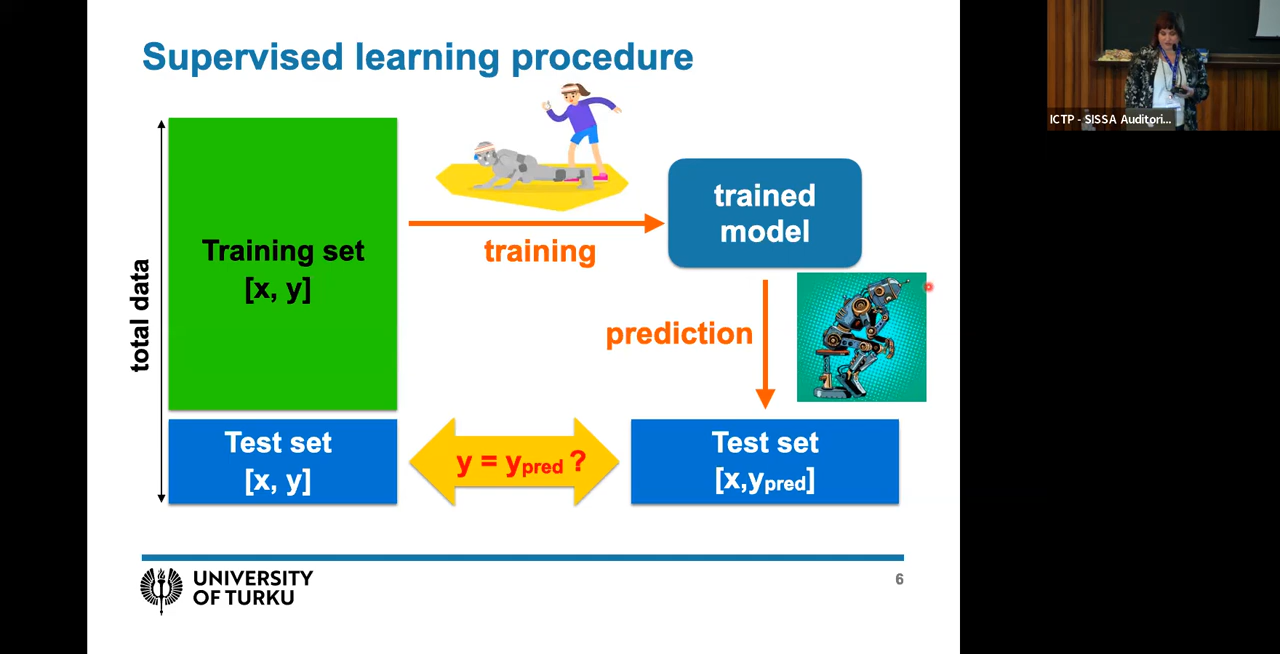 Supervised learning procedure
ICTP - SISSA Auditori...
total data
Training set
[x, y]
training
trained
model
prediction
Test set
[x, y]
y = ypred ?
Test set
[x,ypred]
UNIVERSITY
OF TURKU
6